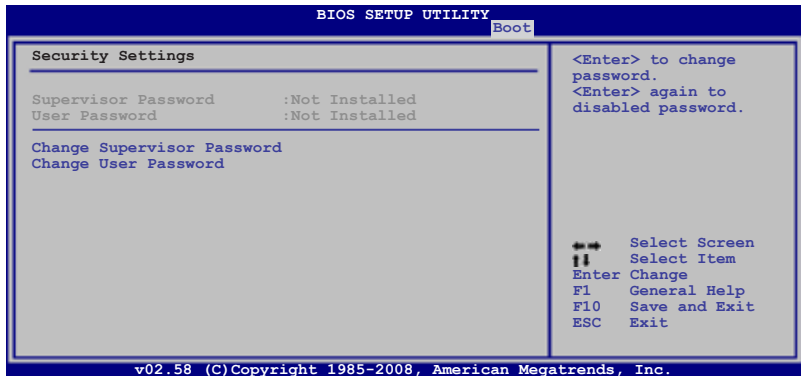 BIOS SETUP UTILITY
Boot
Security Settings
Supervisor Password :Not Installed
User Password :Not Installed
Change Supervisor Password
Change User Password
<Enter> to change
password.
<Enter> again to
disabled password.
←→ Select Screen
↑↓ Select Item
Enter Change
F1 General Help
F10 Save and Exit
ESC Exit
v02.58 (C)Copyright 1985-2008, American Megatrends, Inc.